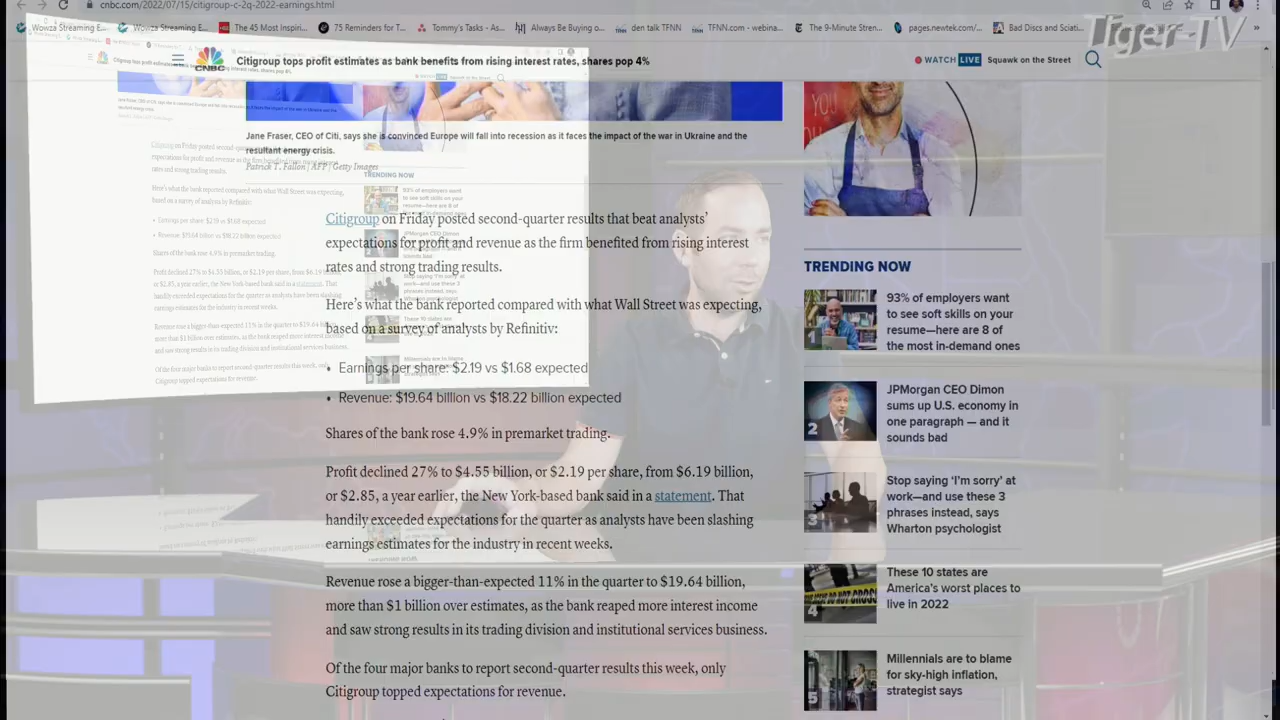 cnbc.com/2022/07/15/citigroup-c-2q-2022-earnings.html
Wowza Streaming E...
Wowza Streaming E...
The 45 Most Inspiri...
75 Reminders for T...
Tommy's Tasks - As...
Always Be Buying o...
den talk TFNN
TFNN.com - webina...
The 9-Minute Stren...
pages.newtek.com/...
Bad Discs and Sciati...
Tiger-TV
CNBC
Citigroup tops profit estimates as bank benefits from rising interest rates, shares pop 4%
WATCH LIVE
Squawk on the Street
Jane Fraser, CEO of Citi, says she is convinced Europe will fall into recession as it faces the impact of the war in Ukraine and the
resultant energy crisis.
Patrick T. Fallon | AFP | Getty Images
Citigroup on Friday posted second-quarter results that beat analysts'
expectations for profit and revenue as the firm benefited from rising interest
rates and strong trading results.
Here's what the bank reported compared with what Wall Street was expecting,
based on a survey of analysts by Refinitiv:
• Earnings per share: $2.19 vs $1.68 expected
• Revenue: $19.64 billion vs $18.22 billion expected
Shares of the bank rose 4.9% in premarket trading.
Profit declined 27% to $4.55 billion, or $2.19 per share, from $6.19 billion,
or $2.85, a year earlier, the New York-based bank said in a statement. That
handily exceeded expectations for the quarter as analysts have been slashing
earnings estimates for the industry in recent weeks.
Revenue rose a bigger-than-expected 11% in the quarter to $19.64 billion,
more than $1 billion over estimates, as the bank reaped more interest income
and saw strong results in its trading division and institutional services business.
Of the four major banks to report second-quarter results this week, only
Citigroup topped expectations for revenue.
YOU
TRENDING NOW
1
93% of employers want
to see soft skills on your
resume—here are 8 of
the most in-demand ones
2
JPMorgan CEO Dimon
sums up U.S. economy in
one paragraph — and it
sounds bad
3
Stop saying 'I'm sorry' at
work—and use these 3
phrases instead, says
Wharton psychologist
4
These 10 states are
America's worst places to
live in 2022
5
Millennials are to blame
for sky-high inflation,
strategist says